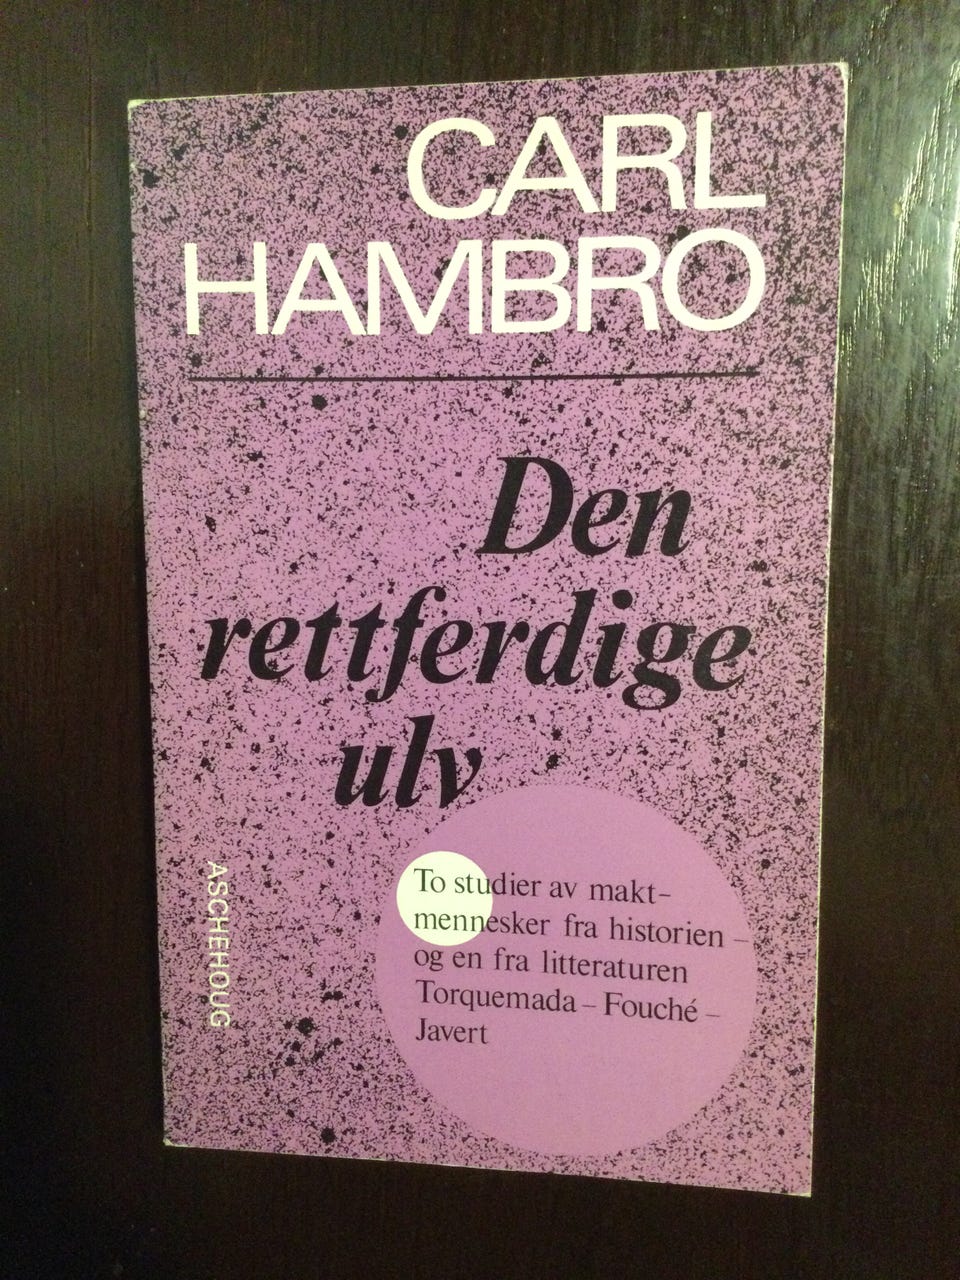 CARL
HAMBRO
Den
rettferdige
ulv
To studier av makt-
mennesker fra historien –
og en fra litteraturen
Torquemada – Fouché –
Javert
ASCHEHOUG